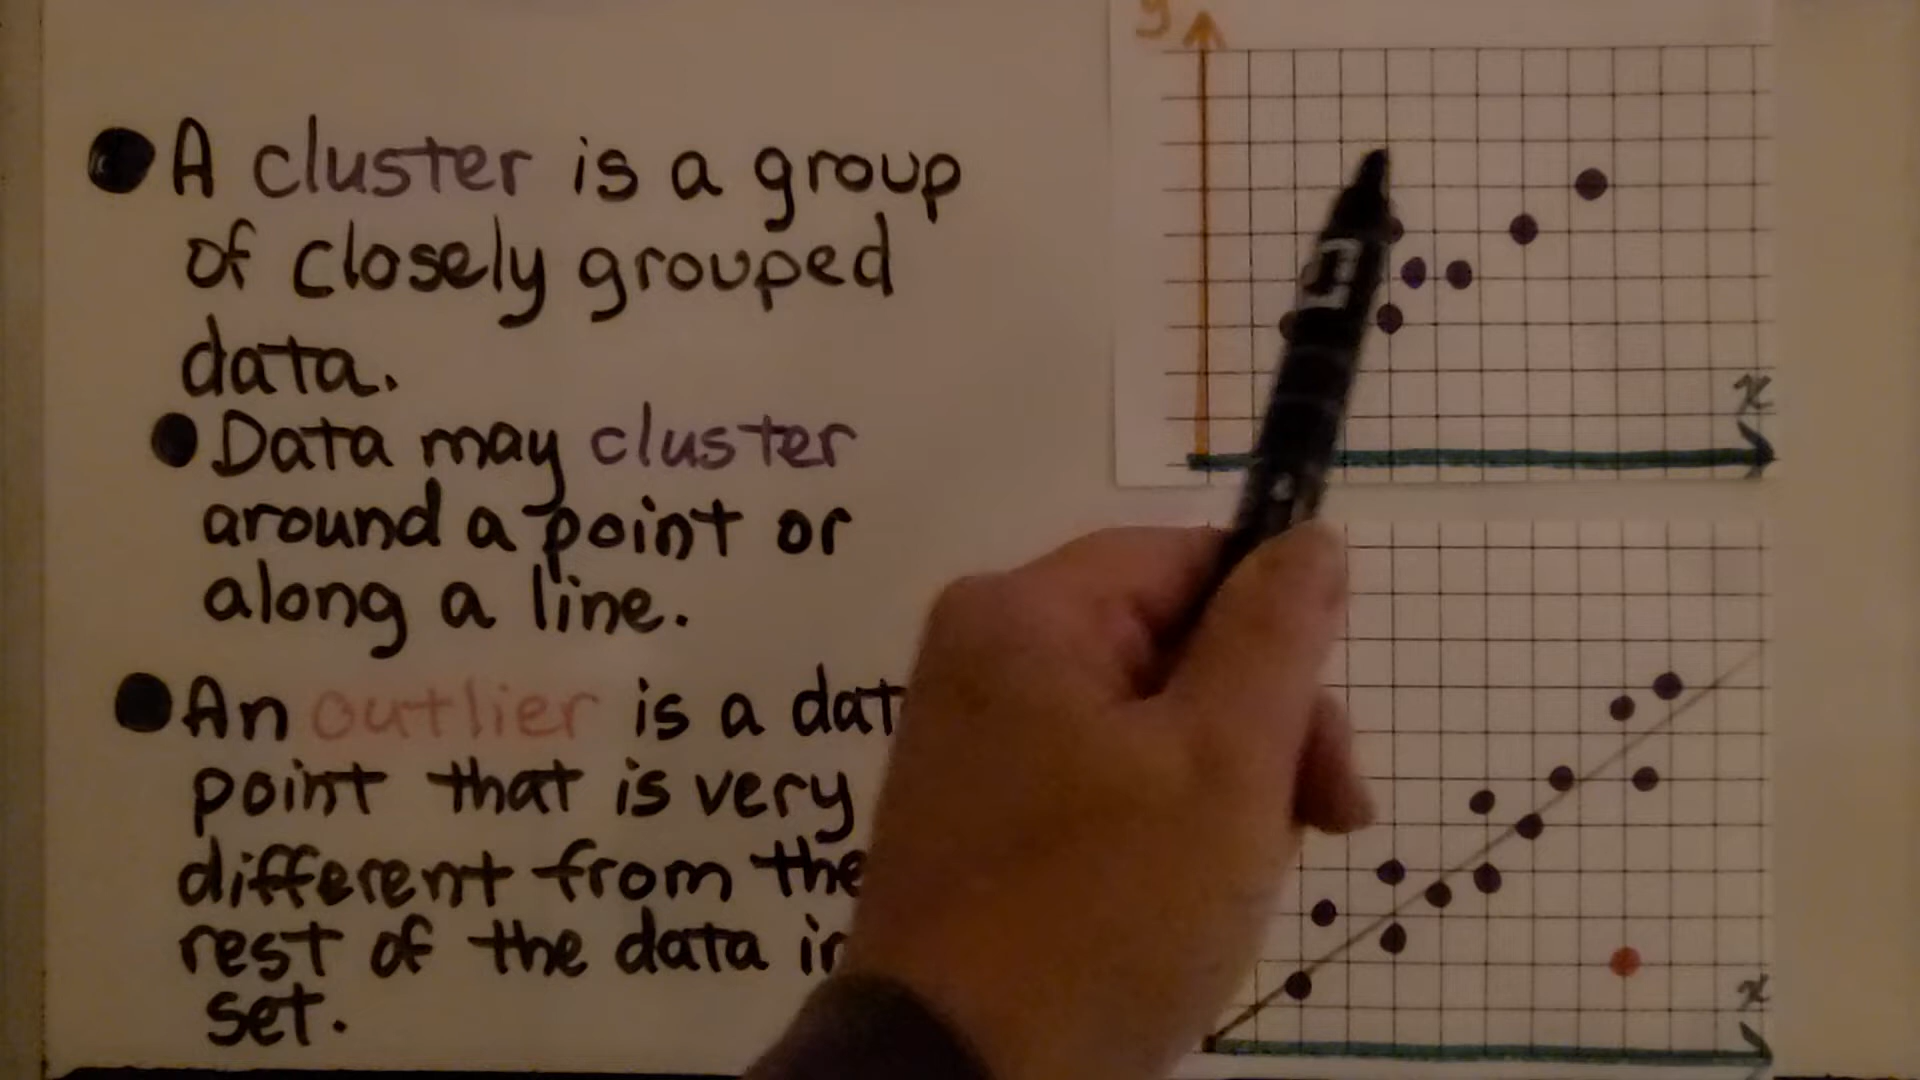 A cluster is a group
of closely grouped
data.
Data may cluster
around a point or
along a line.
An outlier is a dat
point that is very
different from the
rest of the data in
set.
y
x
x